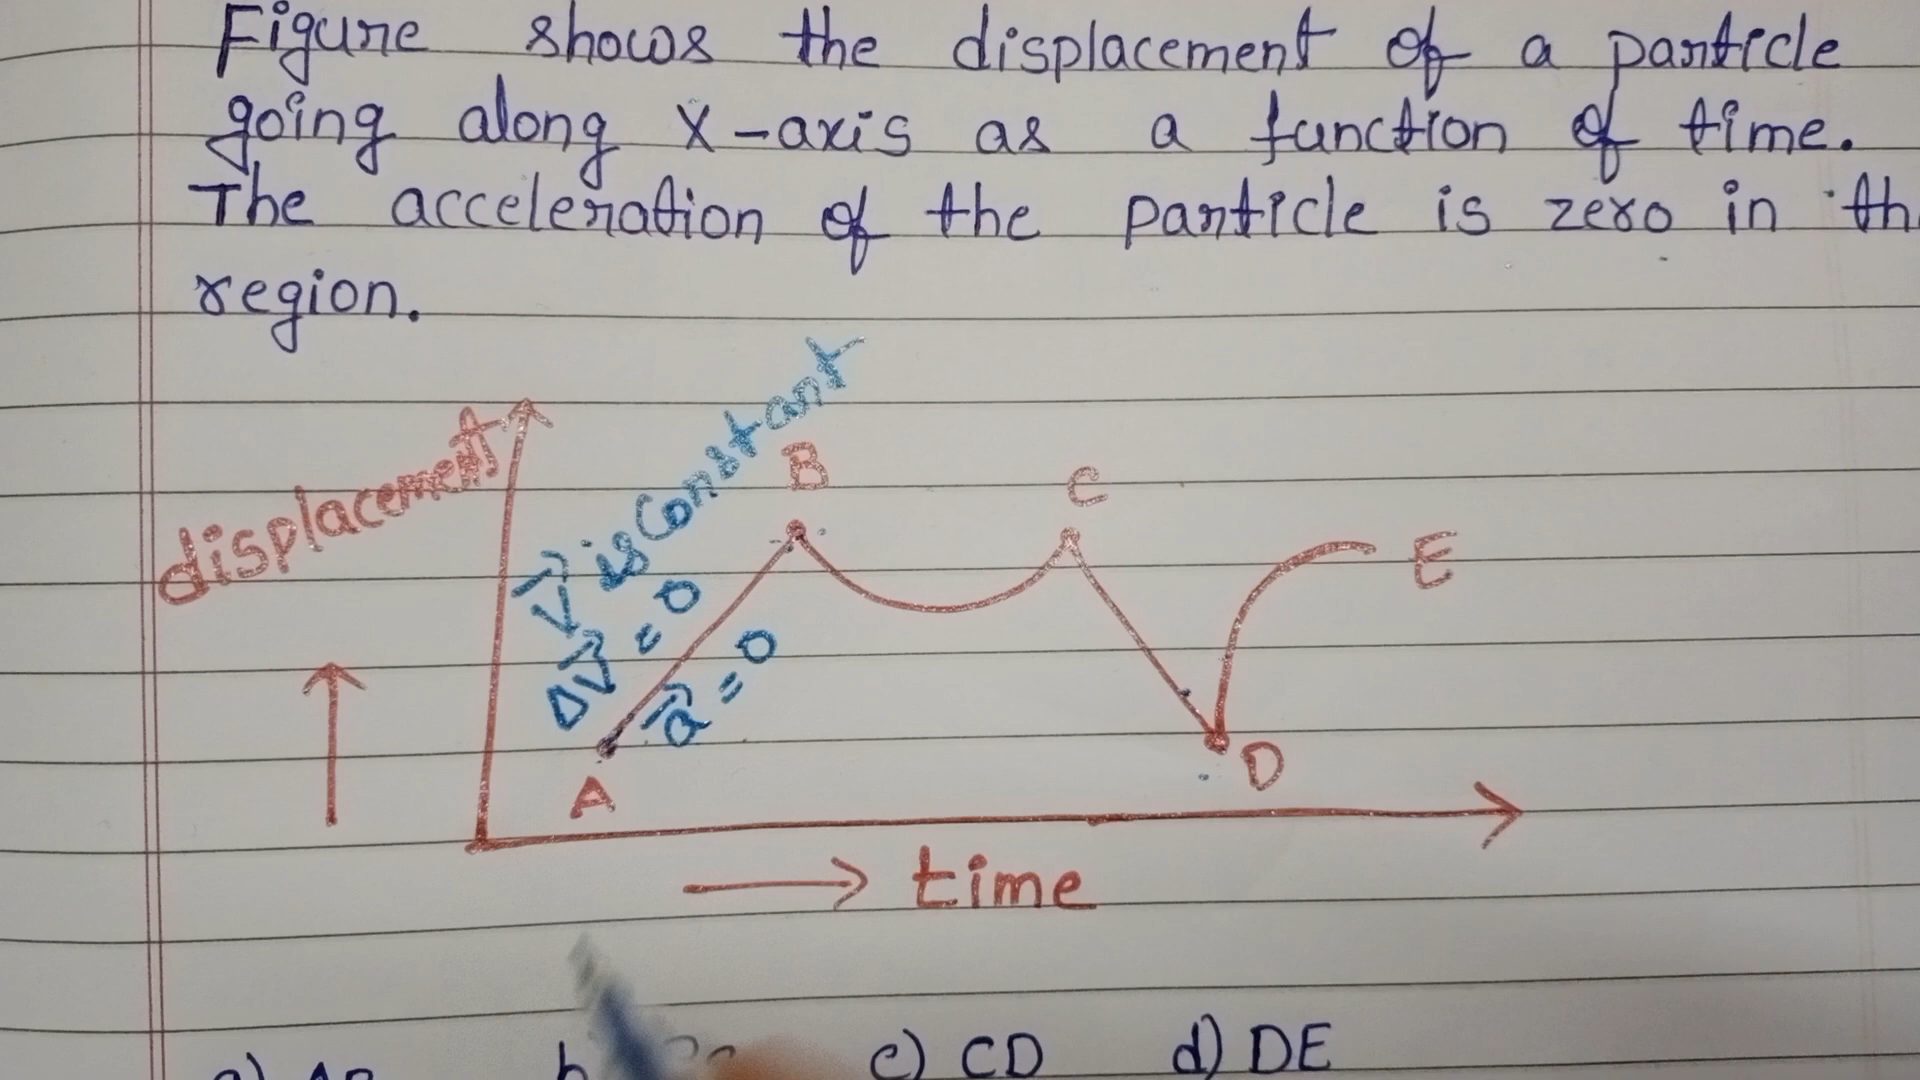 Figure shows the displacement of a particle
going along X-axis as a function of time.
The acceleration of the particle is zero in th
region.
displacement
V⃗ is Constant
ΔV⃗ = 0
a⃗ = 0
A
B
C
D
E
time
c) CD d) DE